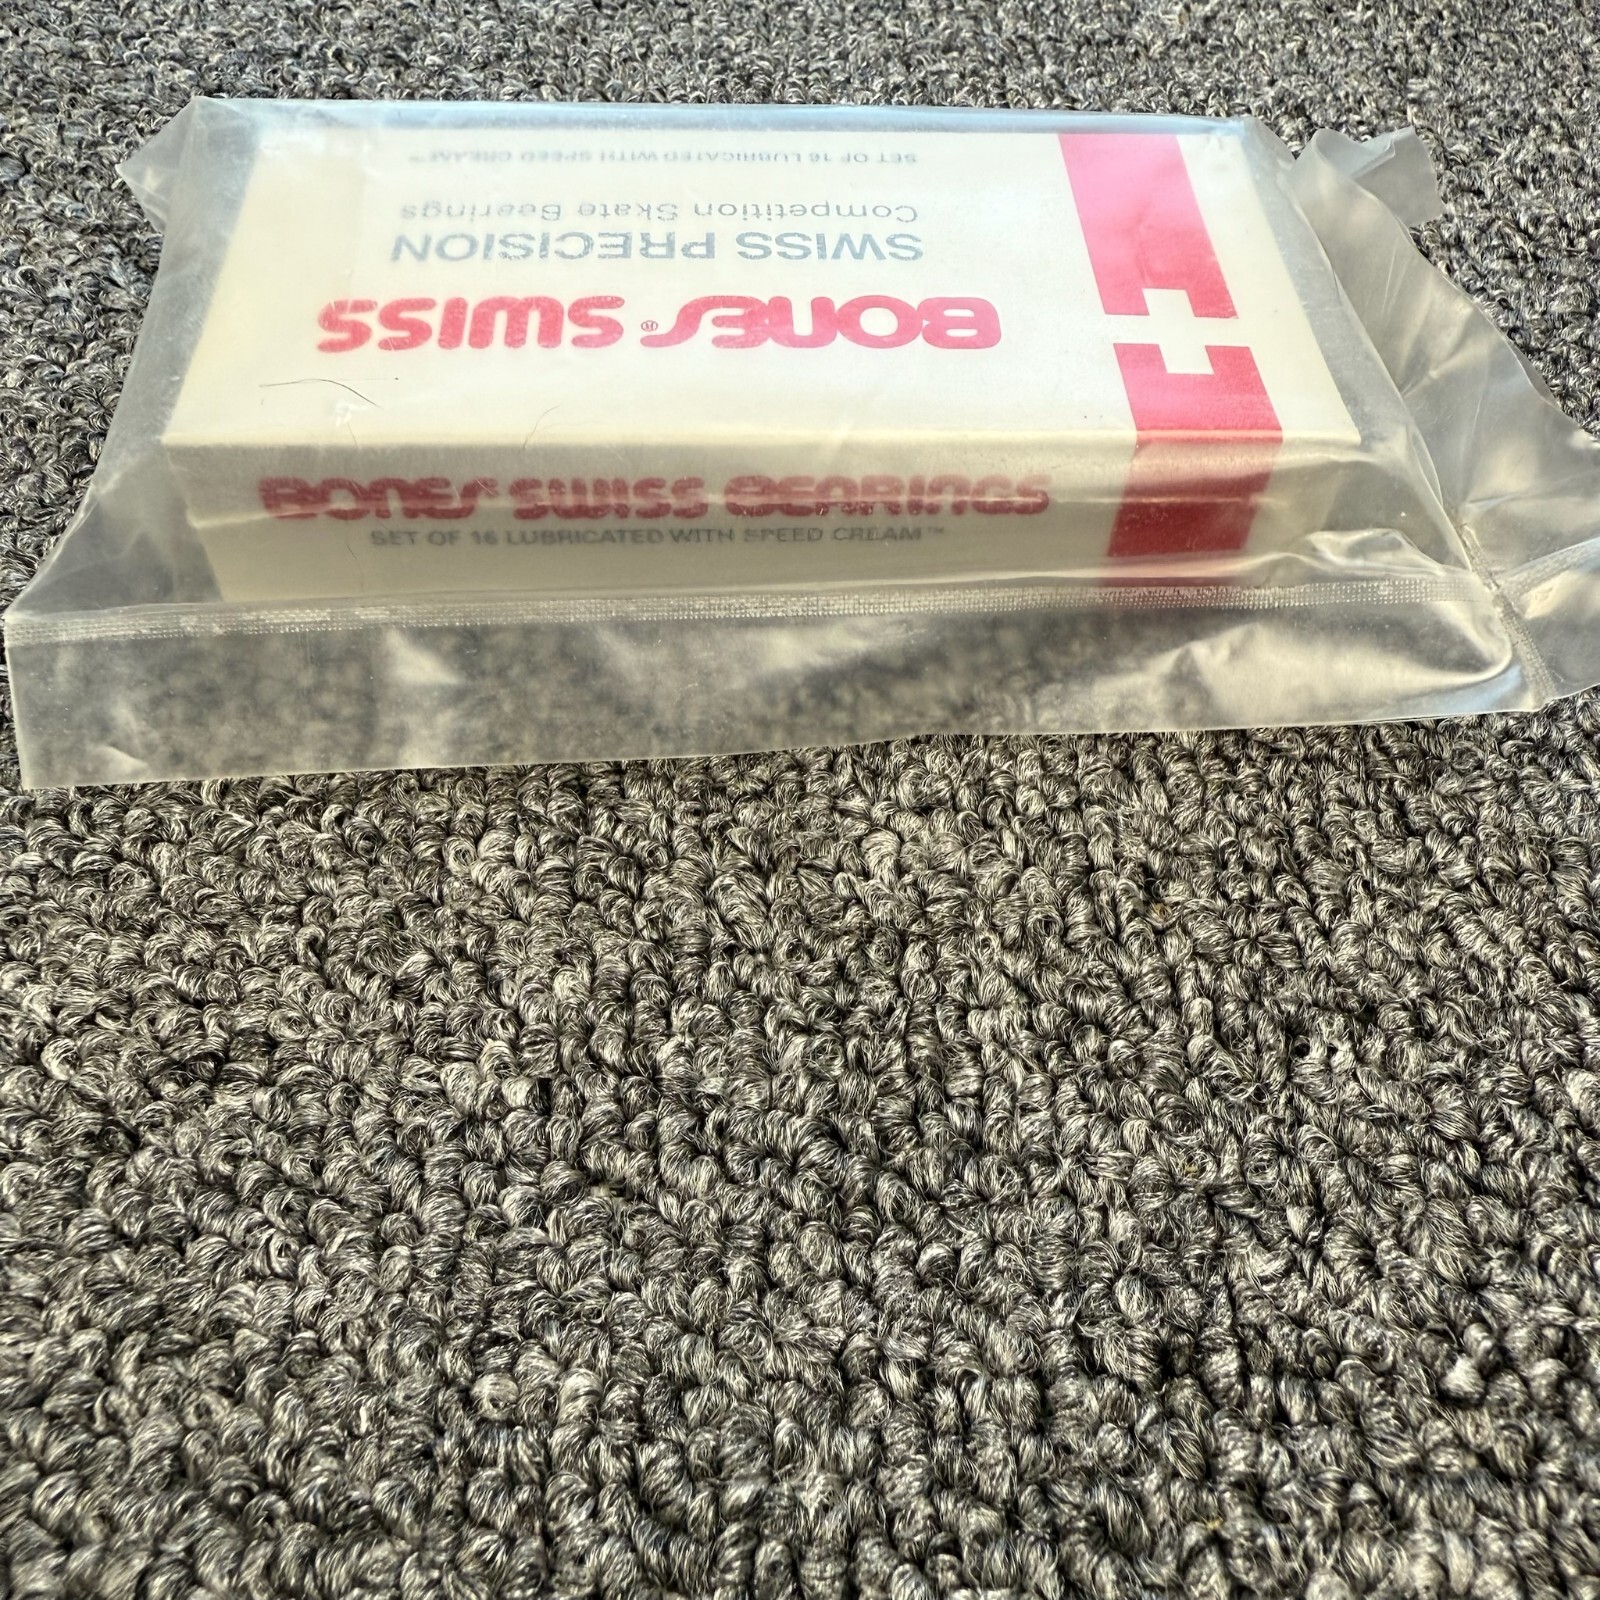 BONES® SWISS
SWISS PRECISION
Competition Skate Bearings
SET OF 16 LUBRICATED WITH SPEED CREAM™
BONES SWISS BEARINGS
SET OF 16 LUBRICATED WITH SPEED CREAM™